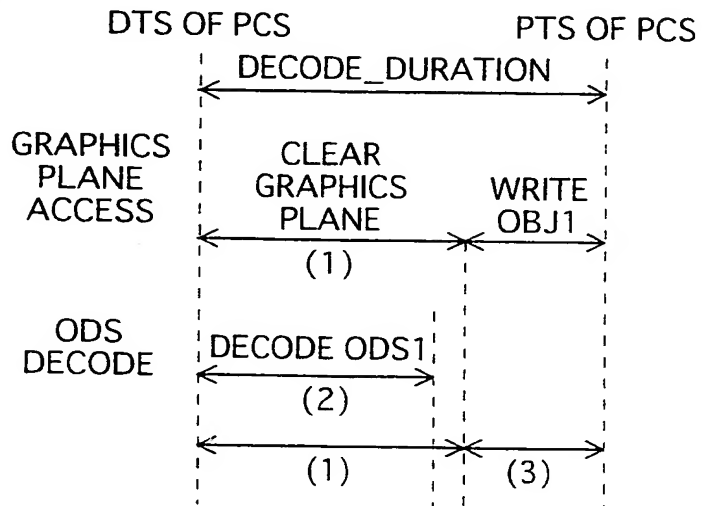 DTS OF PCS
PTS OF PCS
DECODE_DURATION
GRAPHICS
PLANE
ACCESS
CLEAR
GRAPHICS
PLANE
WRITE
OBJ1
(1)
ODS
DECODE
DECODE ODS1
(2)
(1)
(3)